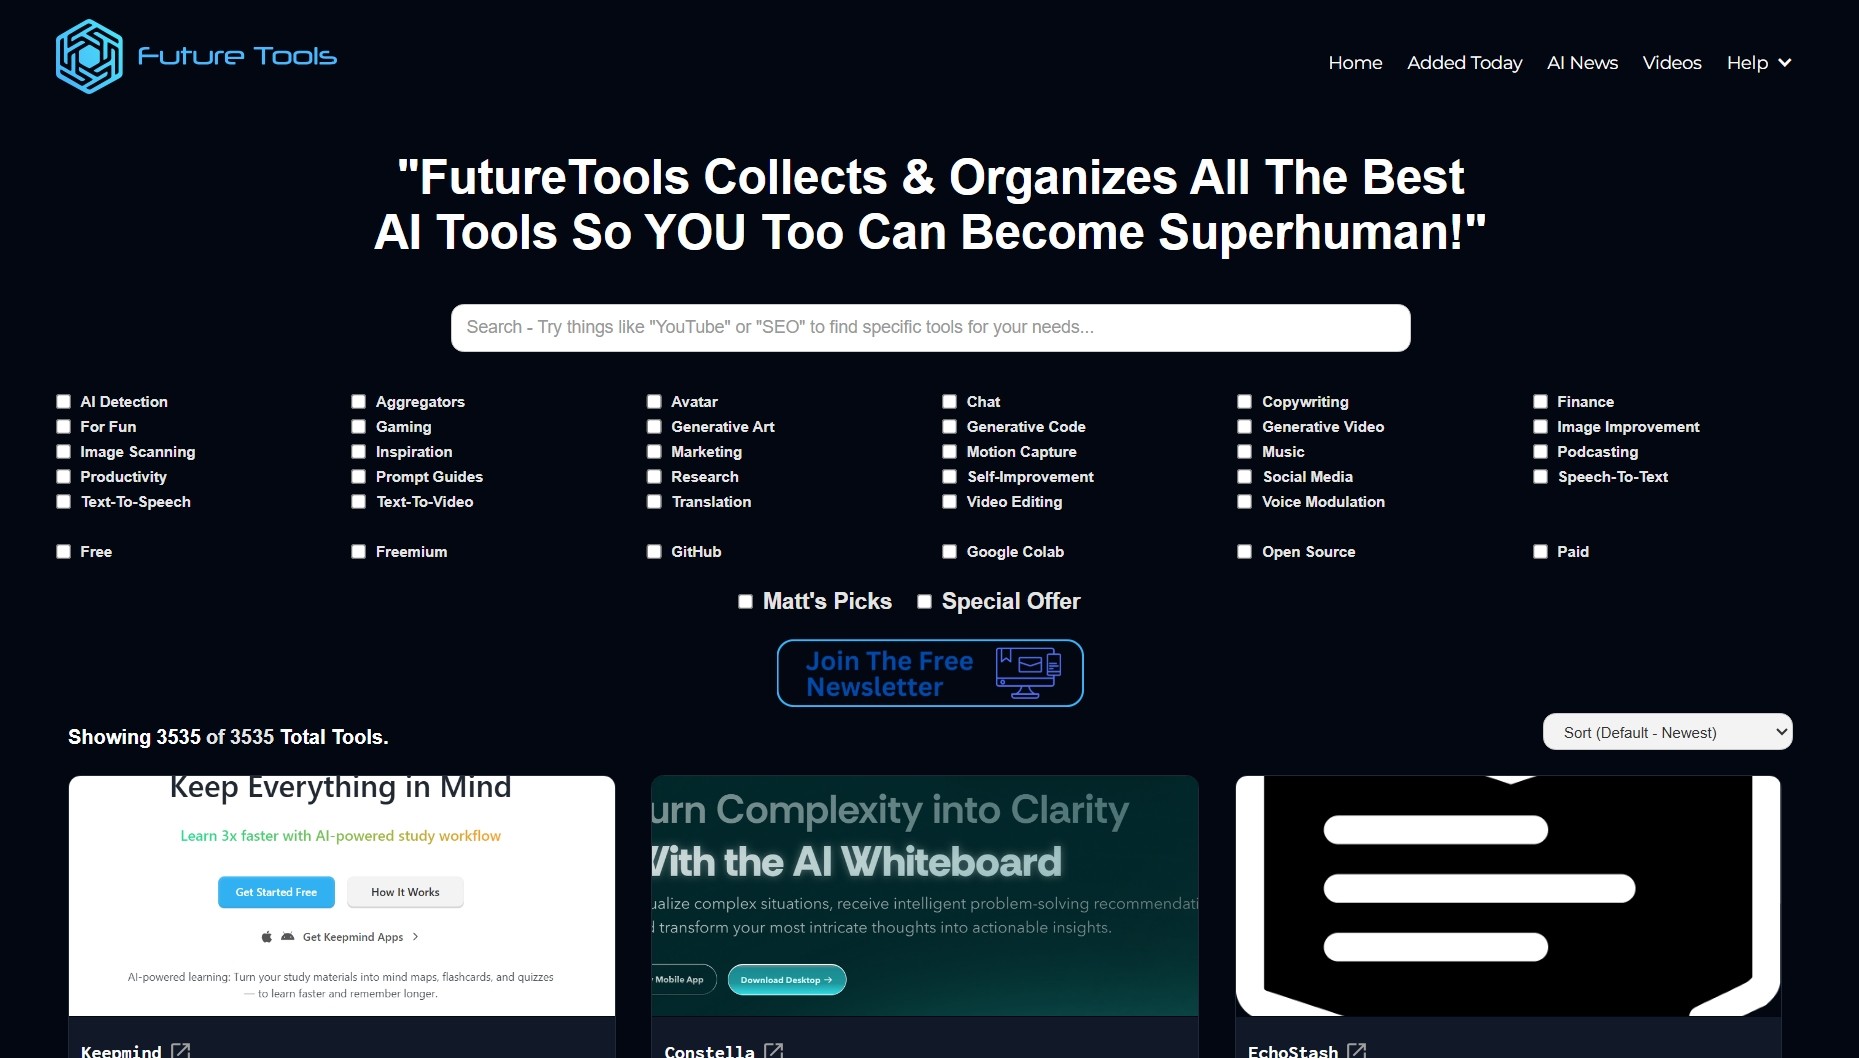 Future Tools
Home Added Today AI News Videos Help
"FutureTools Collects & Organizes All The Best
AI Tools So YOU Too Can Become Superhuman!"
Search - Try things like "YouTube" or "SEO" to find specific tools for your needs...
AI Detection Aggregators Avatar Chat Copywriting Finance
For Fun Gaming Generative Art Generative Code Generative Video Image Improvement
Image Scanning Inspiration Marketing Motion Capture Music Podcasting
Productivity Prompt Guides Research Self-Improvement Social Media Speech-To-Text
Text-To-Speech Text-To-Video Translation Video Editing Voice Modulation
Free Freemium GitHub Google Colab Open Source Paid
Matt's Picks Special Offer
Join The Free
Newsletter
Showing 3535 of 3535 Total Tools.
Sort (Default - Newest)
Keep Everything in Mind
Learn 3x faster with AI-powered study workflow
Get Started Free How It Works
Get Keepmind Apps
AI-powered learning: Turn your study materials into mind maps, flashcards, and quizzes
— to learn faster and remember longer.
Keepmind
urn Complexity into Clarity
With the AI Whiteboard
ualize complex situations, receive intelligent problem-solving recommendati
d transform your most intricate thoughts into actionable insights.
Mobile App Download Desktop →
Constella
EchoStash